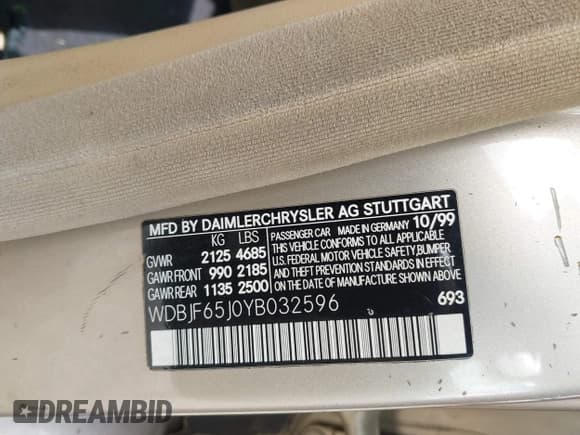 MFD BY DAIMLERCHRYSLER AG STUTTGART
KG LBS
PASSENGER CAR MADE IN GERMANY 10/99
GVWR 2125 4685
THIS VEHICLE CONFORMS TO ALL APPLICABLE
GAWR FRONT 990 2185
U.S. FEDERAL MOTOR VEHICLE SAFETY, BUMPER,
GAWR REAR 1135 2500
AND THEFT PREVENTION STANDARDS IN EFFECT
ON THE DATE OF MANUFACTURE SHOWN ABOVE
WDBJF65J0YB032596
693
DREAMBID